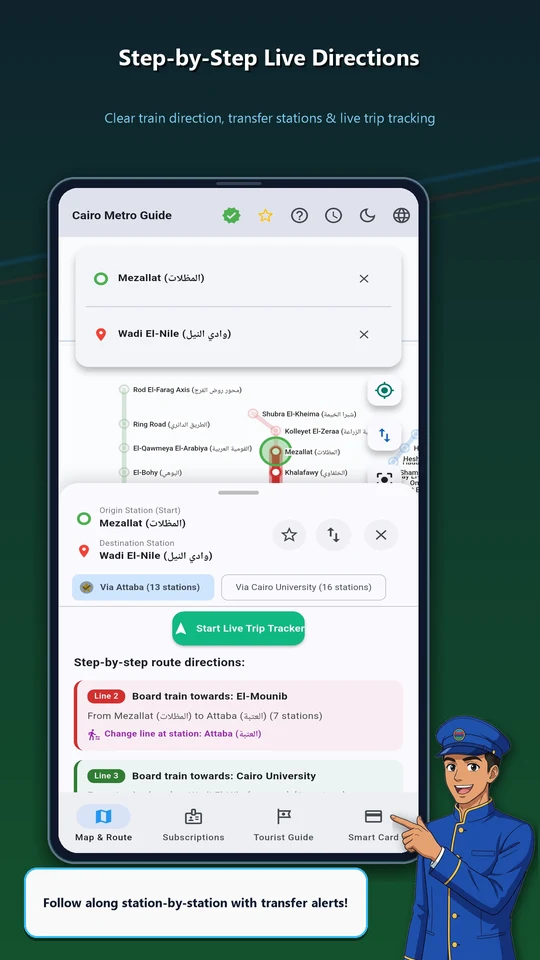 Step-by-Step Live Directions
Clear train direction, transfer stations & live trip tracking
Cairo Metro Guide
Mezallat (المظلات)
Wadi El-Nile (وادي النيل)
Rod El-Farag Axis (محور روض الفرج)
Shubra El-Kheima (شبرا الخيمة)
Ring Road (الطريق الدائري)
Kolleyet El-Zeraa
El-Qawmeya El-Arabiya (القومية العربية)
Mezallat (المظلات)
El-Bohy (البوهي)
Khalafawy (الخلفاوي)
Origin Station (Start)
Mezallat (المظلات)
Destination Station
Wadi El-Nile (وادي النيل)
Via Attaba (13 stations)
Via Cairo University (16 stations)
Start Live Trip Tracker
Step-by-step route directions:
Line 2 Board train towards: El-Mounib
From Mezallat (المظلات) to Attaba (العتبة) (7 stations)
Change line at station: Attaba (العتبة)
Line 3 Board train towards: Cairo University
Map & Route
Subscriptions
Tourist Guide
Smart Card
Follow along station-by-station with transfer alerts!